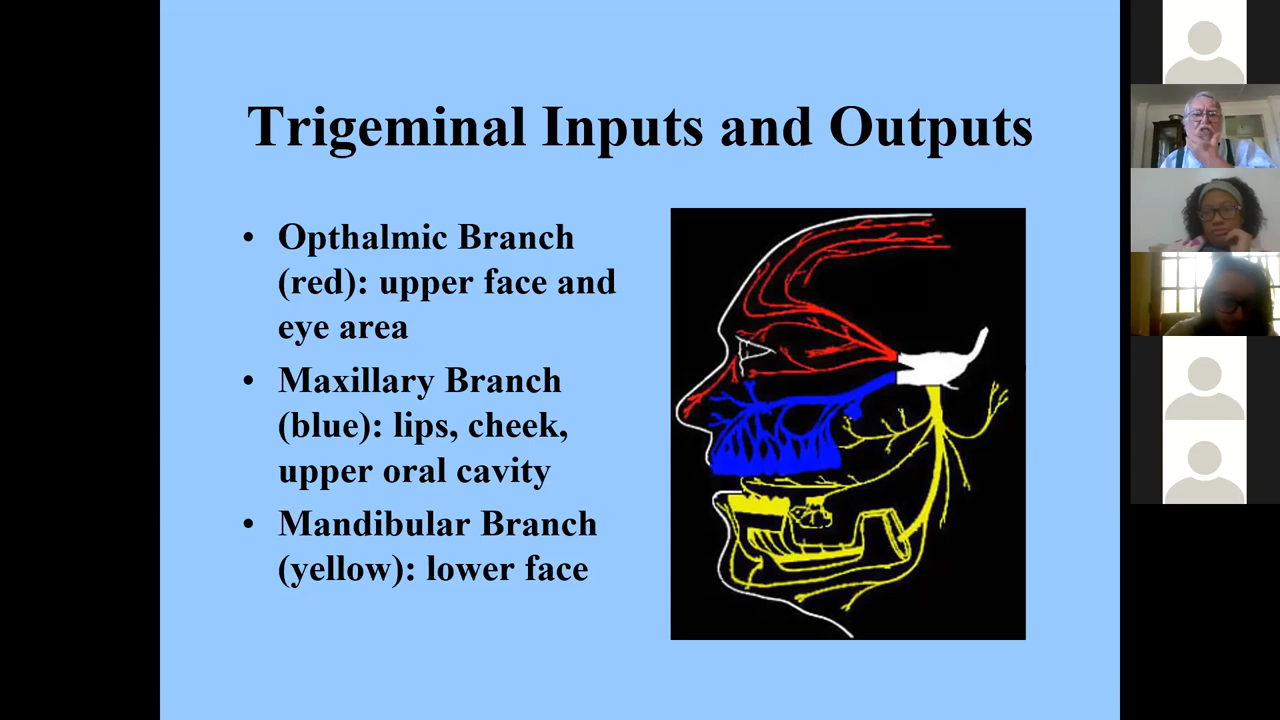 Trigeminal Inputs and Outputs
• Opthalmic Branch
(red): upper face and
eye area
• Maxillary Branch
(blue): lips, cheek,
upper oral cavity
• Mandibular Branch
(yellow): lower face